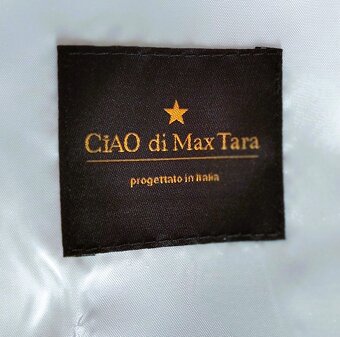 CiAO di Max Tara
progettato in Italia